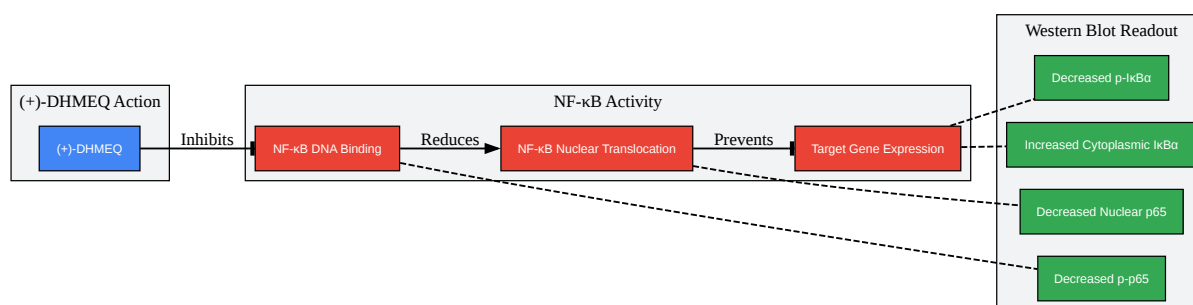 (+)-DHMEQ Action
(+)-DHMEQ
Inhibits
NF-κB Activity
NF-κB DNA Binding
Reduces
NF-κB Nuclear Translocation
Prevents
Target Gene Expression
Western Blot Readout
Decreased p-IκBα
Increased Cytoplasmic IκBα
Decreased Nuclear p65
Decreased p-p65